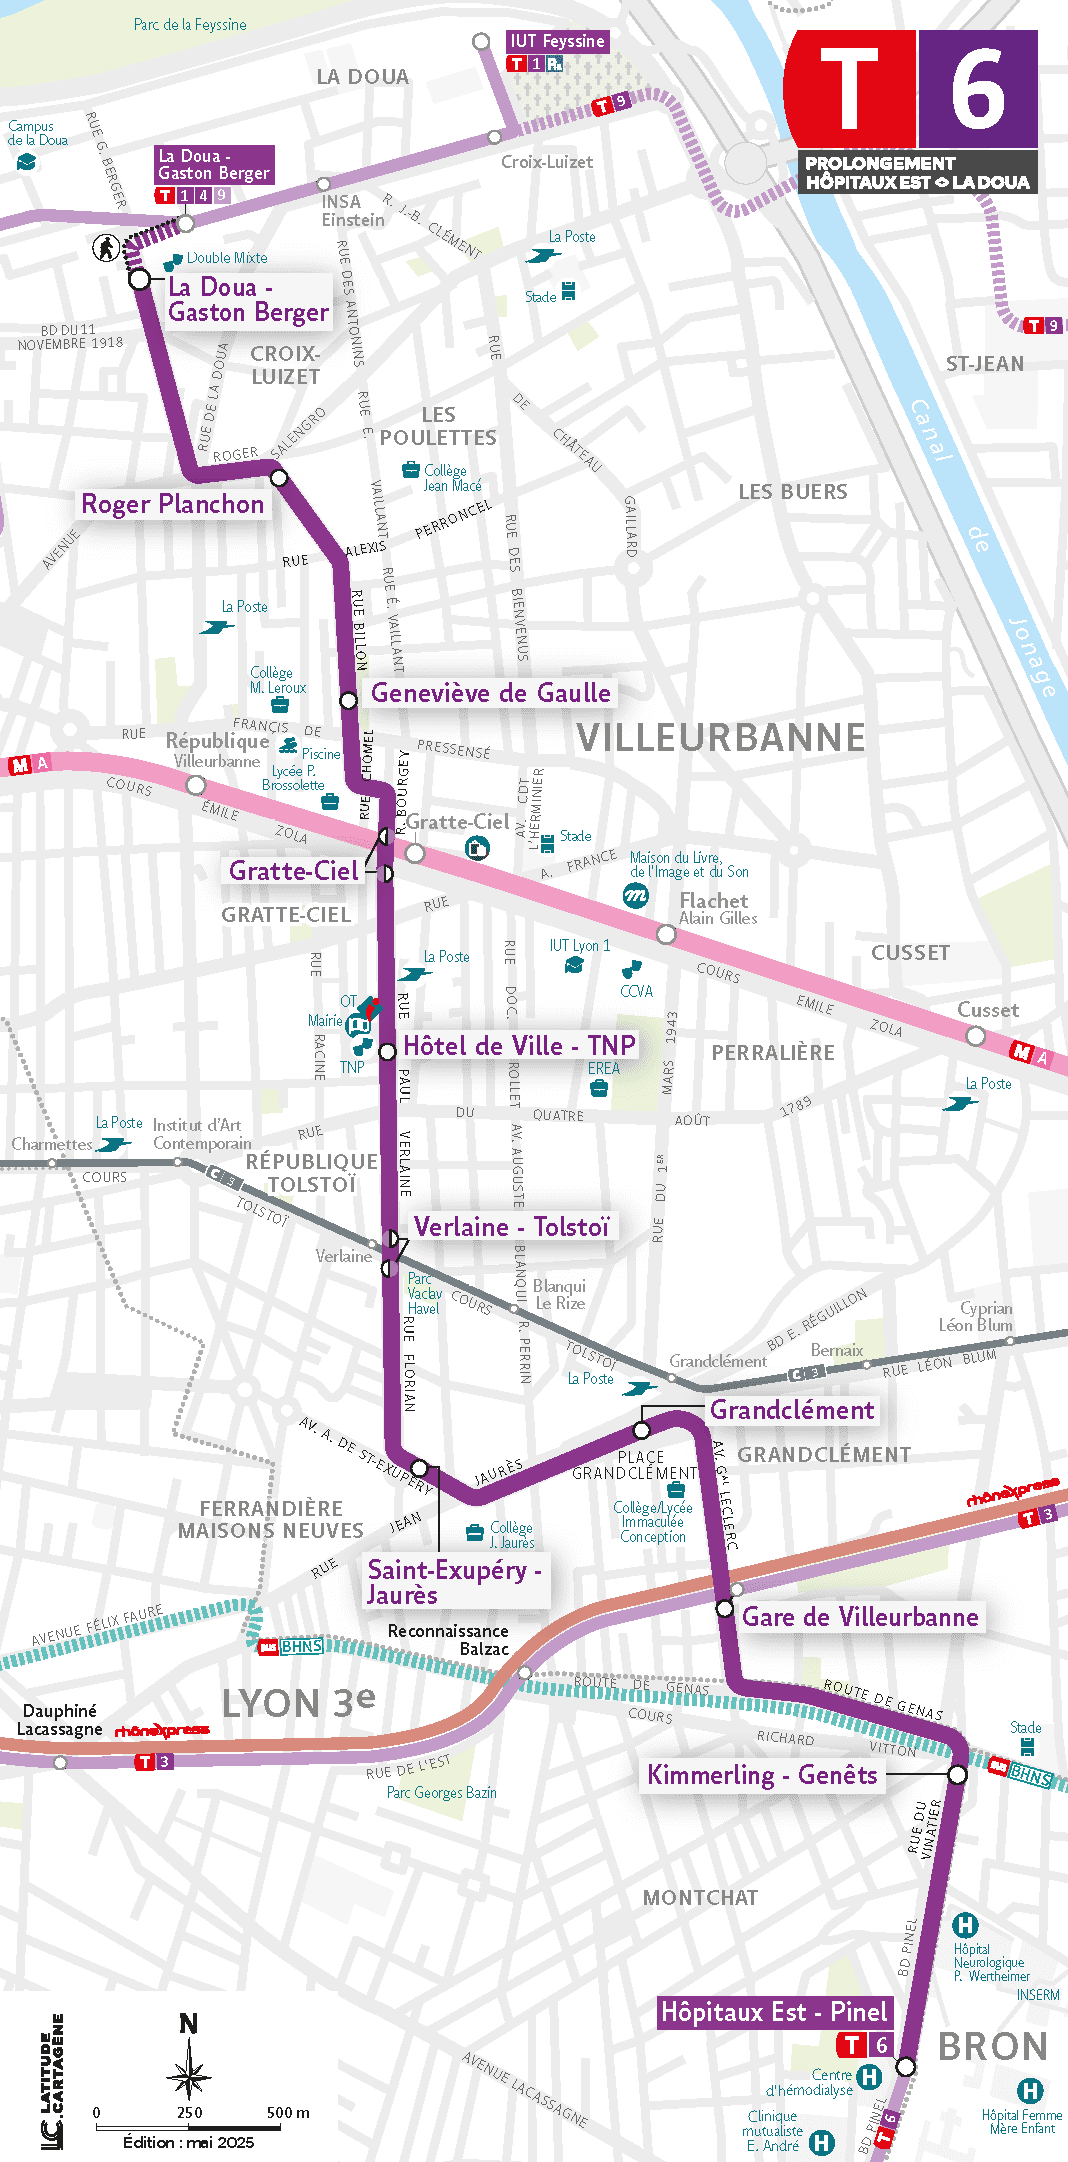 Parc de la Feyssine
IUT Feyssine
T 1
LA DOUA
T 9
T 6
PROLONGEMENT
HÔPITAUX EST <> LA DOUA
Campus
de la Doua
RUE G. BERGER
La Doua -
Gaston Berger
T 1 4 9
Croix-Luizet
INSA
Einstein
R. J.-B. CLÉMENT
La Poste
Stade
Double Mixte
La Doua -
Gaston Berger
RUE DES ANTONINS
BD DU 11
NOVEMBRE 1918
T 9
ST-JEAN
CROIX-
LUIZET
RUE DE LA DOUA
RUE E.
VAILLANT
RUE
DE
CHÂTEAU
GAILLARD
LES
POULETTES
Collège
Jean Macé
ROGER
SALENGRO
Roger Planchon
LES BUERS
Canal
de
Jonage
AVENUE
RUE
ALEXIS
PERRONCEL
RUE DES BIENVENUS
RUE BILLON
RUE É. VAILLANT
La Poste
Collège
M. Leroux
Geneviève de Gaulle
RUE
FRANCIS DE
PRESSENSÉ
VILLEURBANNE
République
Villeurbanne
Piscine
Lycée P.
Brossolette
RUE CHOMEL
R. BOURGEY
AV. CDT
L'HERMINIER
M A
COURS
ÉMILE
ZOLA
Gratte-Ciel
Stade
Gratte-Ciel
A. FRANCE
Maison du Livre,
de l'Image et du Son
GRATTE-CIEL
RUE
Flachet
Alain Gilles
RUE
RACINE
La Poste
RUE DOC.
ROLLET
IUT Lyon 1
CCVA
COURS
EMILE
ZOLA
CUSSET
Cusset
M A
OT
Mairie
TNP
Hôtel de Ville - TNP
RUE
PAUL
VERLAINE
EREA
RUE DU 1ER
MARS 1943
PERRALIÈRE
La Poste
RUE
DU
QUATRE
AOÛT
1789
La Poste
Charmettes
Institut d'Art
Contemporain
COURS
C 3
TOLSTOÏ
RÉPUBLIQUE
TOLSTOÏ
AV. AUGUSTE
BLANQUI
Verlaine - Tolstoï
Verlaine
Parc
Vaclav
Havel
COURS
Blanqui
Le Rize
TOLSTOÏ
RUE FLORIAN
R. PERRIN
La Poste
Grandclément
BD E. RÉGUILLON
Bernaix
C 3
Cyprian
Léon Blum
RUE LÉON BLUM
Grandclément
GRANDCLÉMENT
PLACE
GRANDCLÉMENT
AV. A. DE ST-EXUPÉRY
RUE
JEAN
JAURÈS
AV. Gal LECLERC
Collège/Lycée
Immaculée
Conception
FERRANDIÈRE
MAISONS NEUVES
Collège
J. Jaurès
Saint-Exupéry -
Jaurès
rhônexpress
T 3
Gare de Villeurbanne
AVENUE FÉLIX FAURE
BUS BHNS
Reconnaissance
Balzac
LYON 3e
ROUTE DE GENAS
ROUTE DE GENAS
COURS
RICHARD
VITTON
Dauphiné
Lacassagne
rhônexpress
T 3
RUE DE L'EST
Parc Georges Bazin
Stade
BUS BHNS
Kimmerling - Genêts
RUE DU
VINATIER
MONTCHAT
BD PINEL
Hôpital
Neurologique
P. Wertheimer
INSERM
Hôpitaux Est - Pinel
T 6
BRON
Centre
d'hémodialyse
Clinique
mutualiste
E. André
BD PINEL
T 6
Hôpital Femme
Mère Enfant
AVENUE LACASSAGNE
LATITUDE
CARTAGÈNE
LC
N
0 250 500 m
Édition : mai 2025